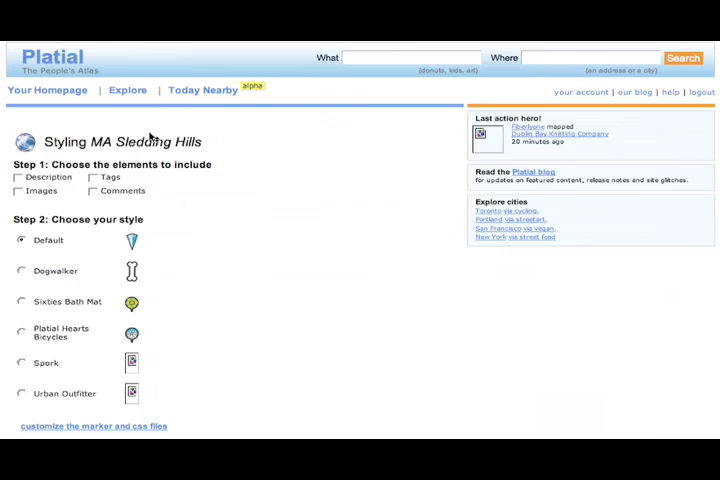 Platial
The People's Atlas
What
Where
Search
(donuts, kids, art)
(an address or a city)
Your Homepage | Explore | Today Nearby alpha
your account | our blog | help | logout
Styling MA Sledding Hills
Step 1: Choose the elements to include
Description
Tags
Images
Comments
Step 2: Choose your style
Default
Dogwalker
Sixties Bath Mat
Platial Hearts
Bicycles
Spork
Urban Outfitter
customize the marker and css files
Last action hero!
Fiberlyone mapped
Dublin Bay Knitting Company
20 minutes ago
Read the Platial blog
for updates on featured content, release notes and site glitches.
Explore cities
Toronto via cycling,
Portland via streetart,
San Francisco via vegan,
New York via street food